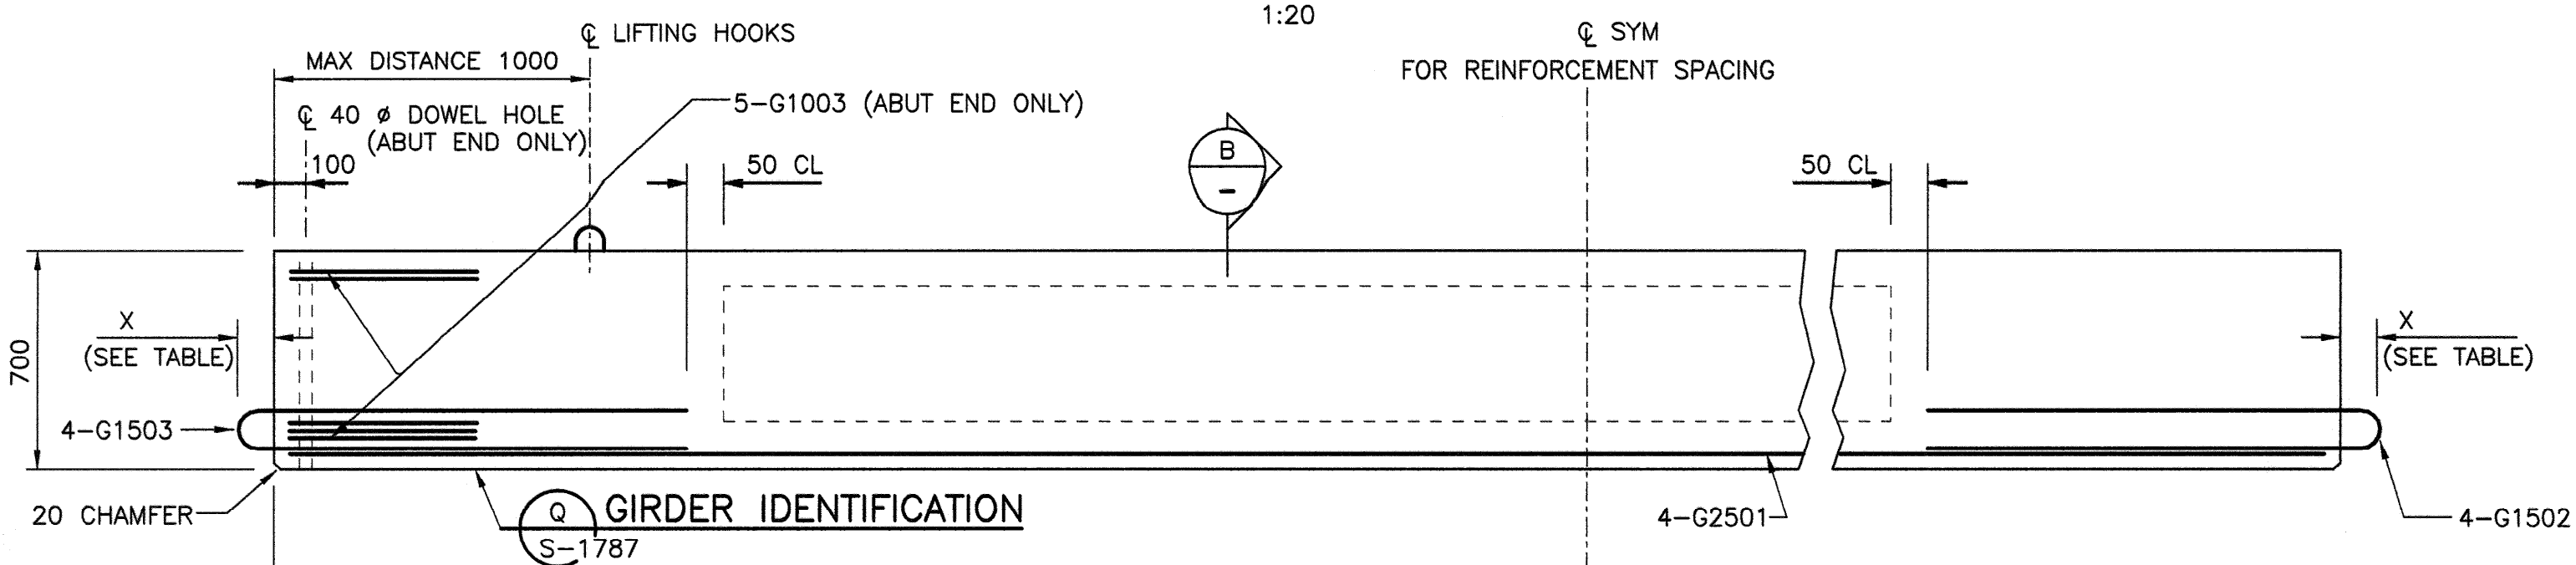 1:20
℄ LIFTING HOOKS
℄ SYM
MAX DISTANCE 1000
FOR REINFORCEMENT SPACING
5-G1003 (ABUT END ONLY)
℄ 40 ø DOWEL HOLE
(ABUT END ONLY)
100
50 CL
B
-
50 CL
X
(SEE TABLE)
700
X
(SEE TABLE)
4-G1503
20 CHAMFER
Q
S-1787
GIRDER IDENTIFICATION
4-G2501
4-G1502